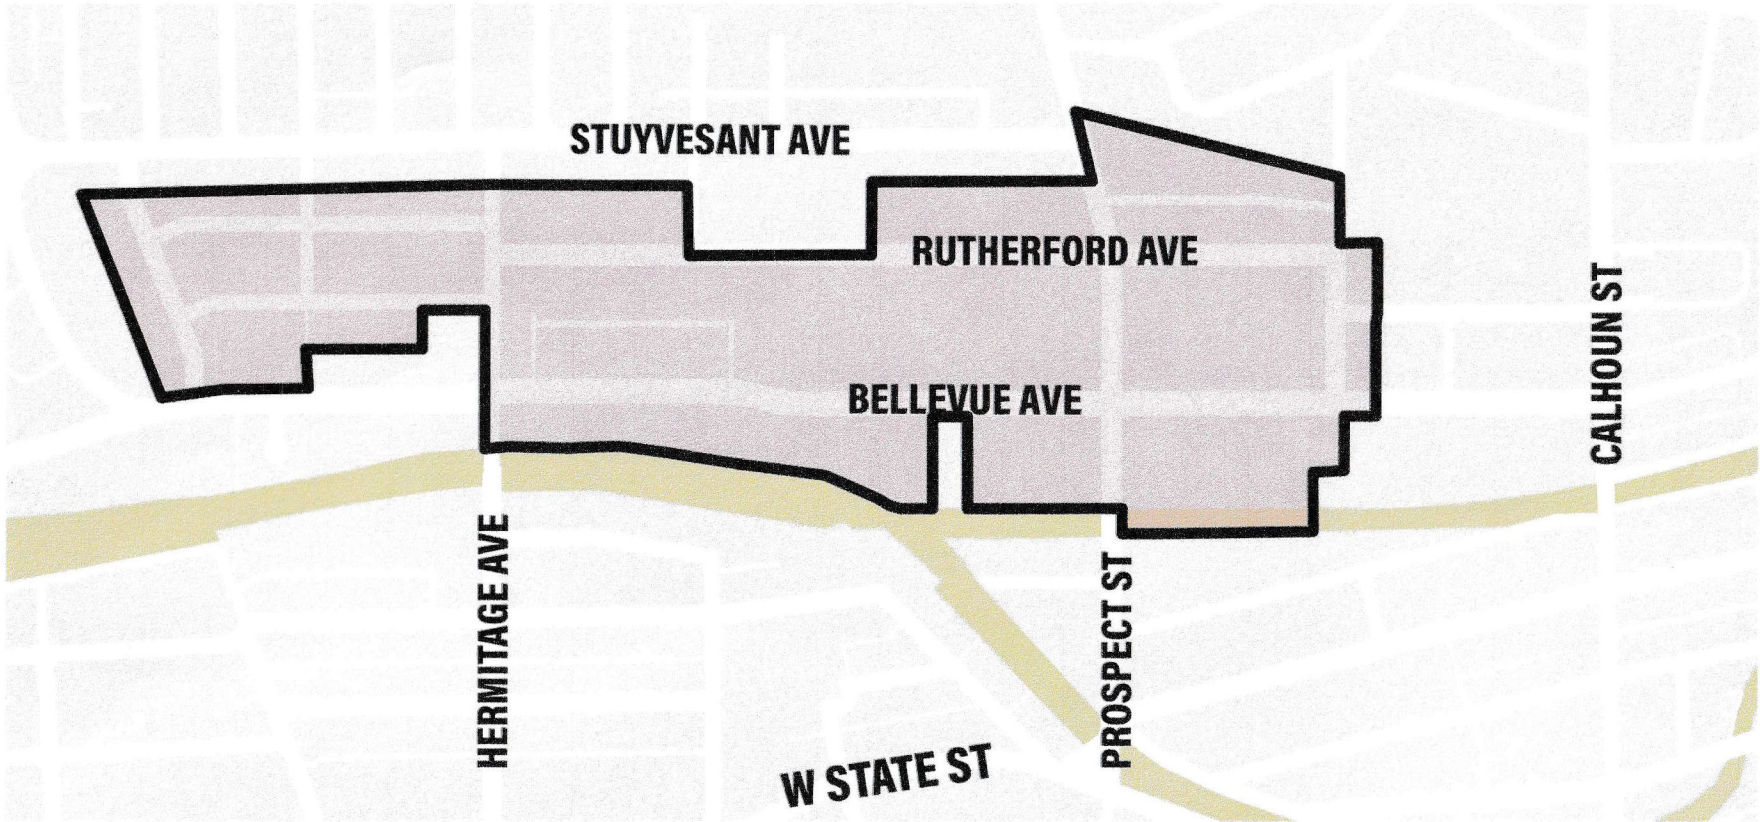 STUYVESANT AVE
RUTHERFORD AVE
BELLEVUE AVE
CALHOUN ST
HERMITAGE AVE
PROSPECT ST
W STATE ST